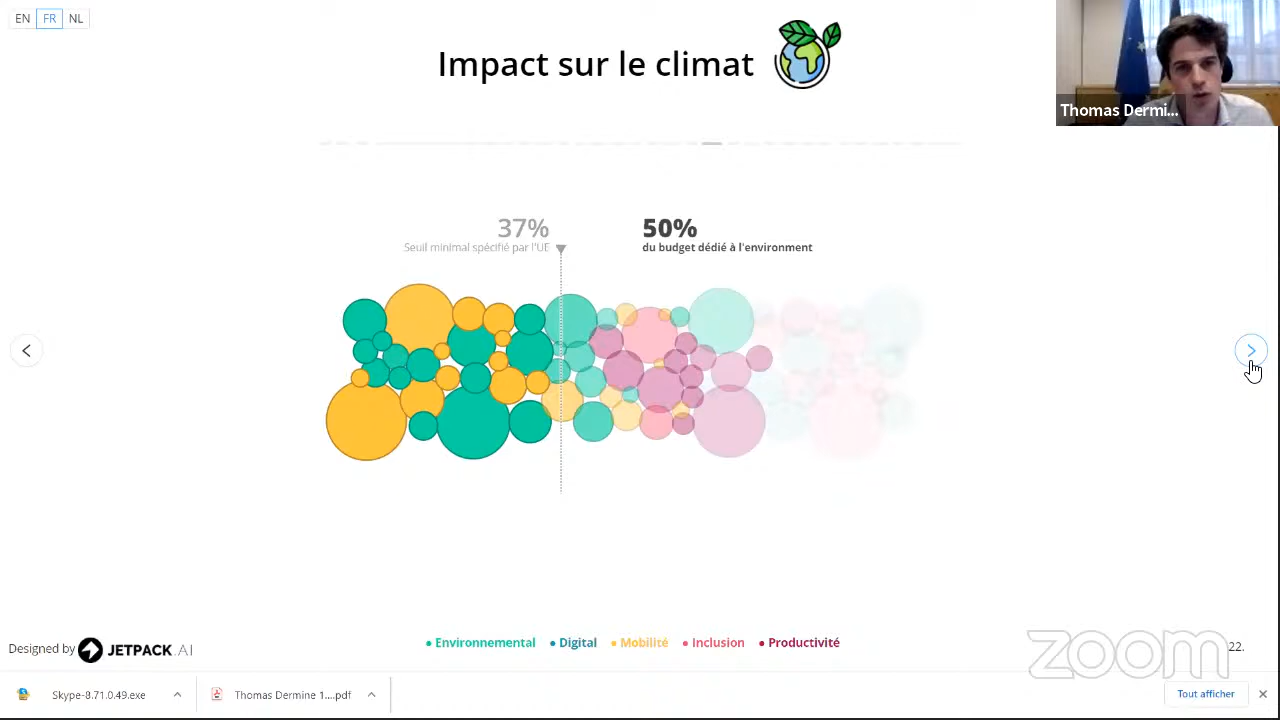 EN FR NL
Impact sur le climat
Thomas Dermi...
37%
Seuil minimal spécifié par l'UE
50%
du budget dédié à l'environnement
Designed by JETPACK.AI
Environnemental Digital Mobilité Inclusion Productivité
zoom
22.
Skype-8.71.0.49.exe
Thomas Dermine 1....pdf
Tout afficher